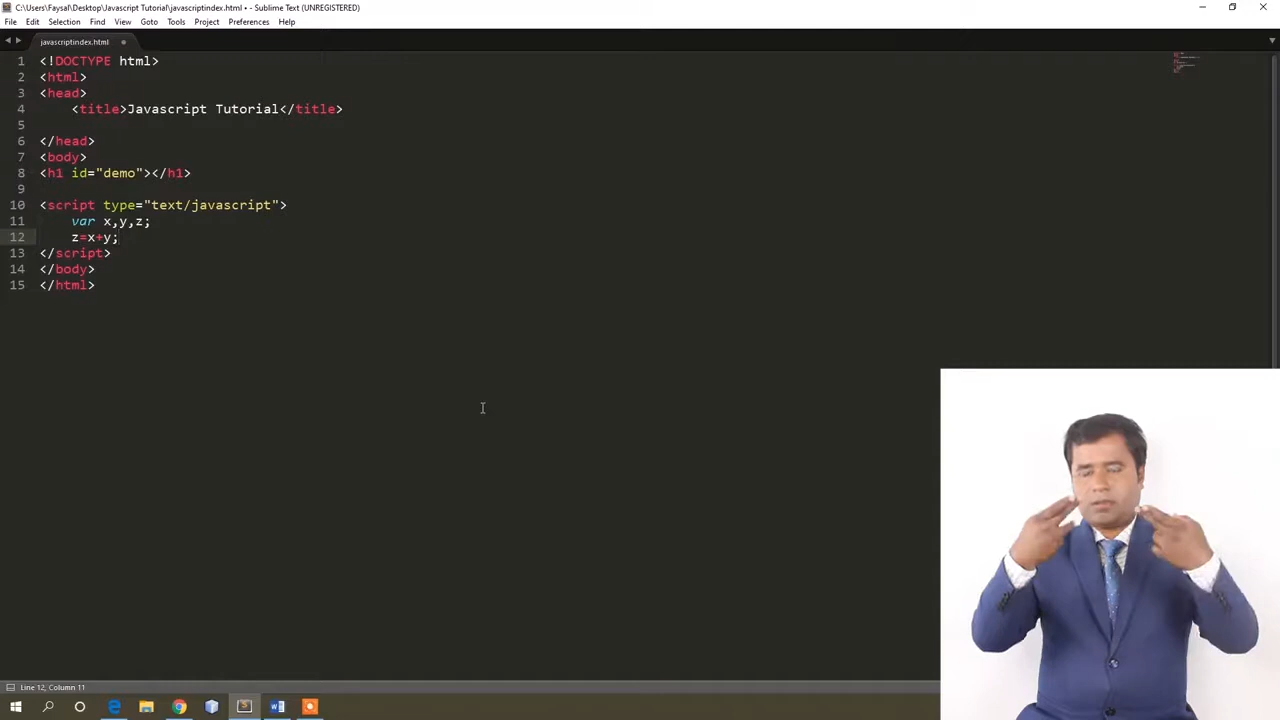 C:\Users\Faysal\Desktop\Javascript Tutorial\javascriptindex.html • - Sublime Text (UNREGISTERED)
File Edit Selection Find View Goto Tools Project Preferences Help
javascriptindex.html
1 <!DOCTYPE html>
2 <html>
3 <head>
4 <title>Javascript Tutorial</title>
5
6 </head>
7 <body>
8 <h1 id="demo"></h1>
9
10 <script type="text/javascript">
11 var x,y,z;
12 z=x+y;
13 </script>
14 </body>
15 </html>
Line 12, Column 11